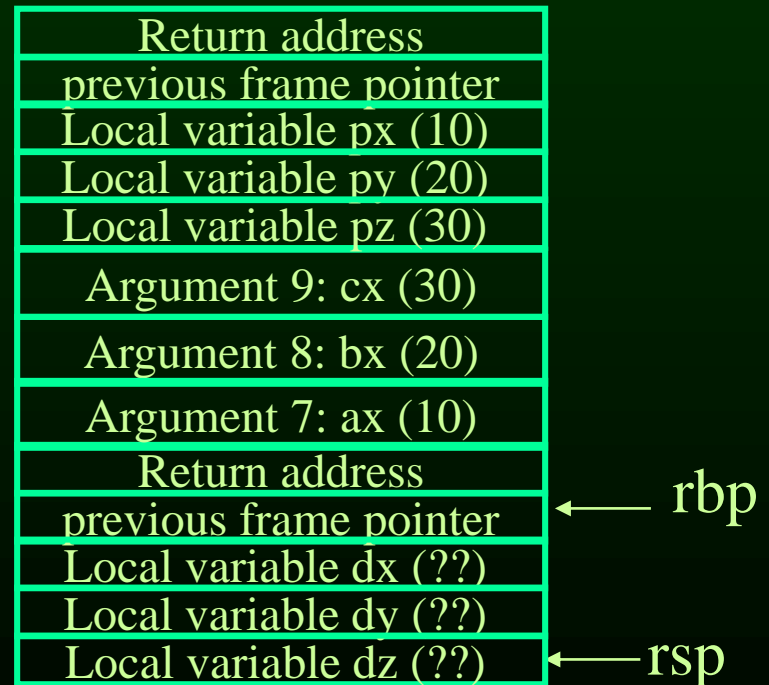 Return address
previous frame pointer
Local variable px (10)
Local variable py (20)
Local variable pz (30)
Argument 9: cx (30)
Argument 8: bx (20)
Argument 7: ax (10)
Return address
previous frame pointer
rbp
Local variable dx (??)
Local variable dy (??)
Local variable dz (??)
rsp